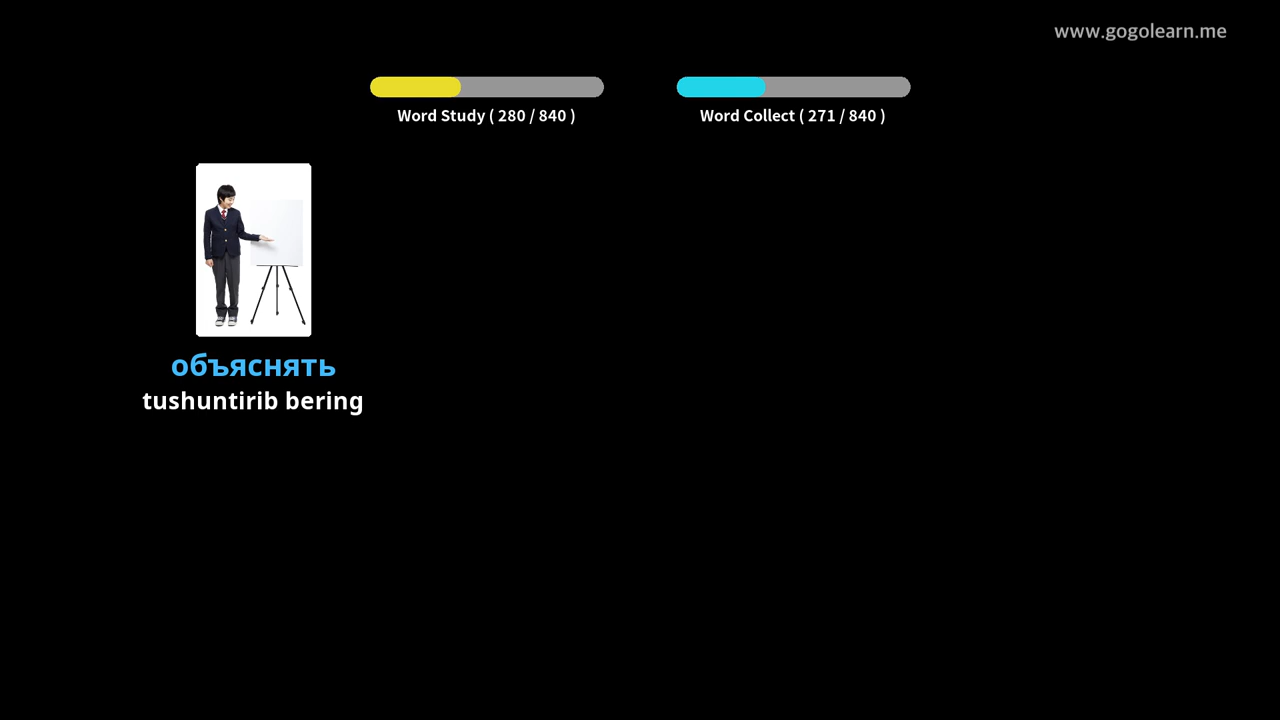 www.gogolearn.me
Word Study ( 280 / 840 )
Word Collect ( 271 / 840 )
объяснять
tushuntirib bering